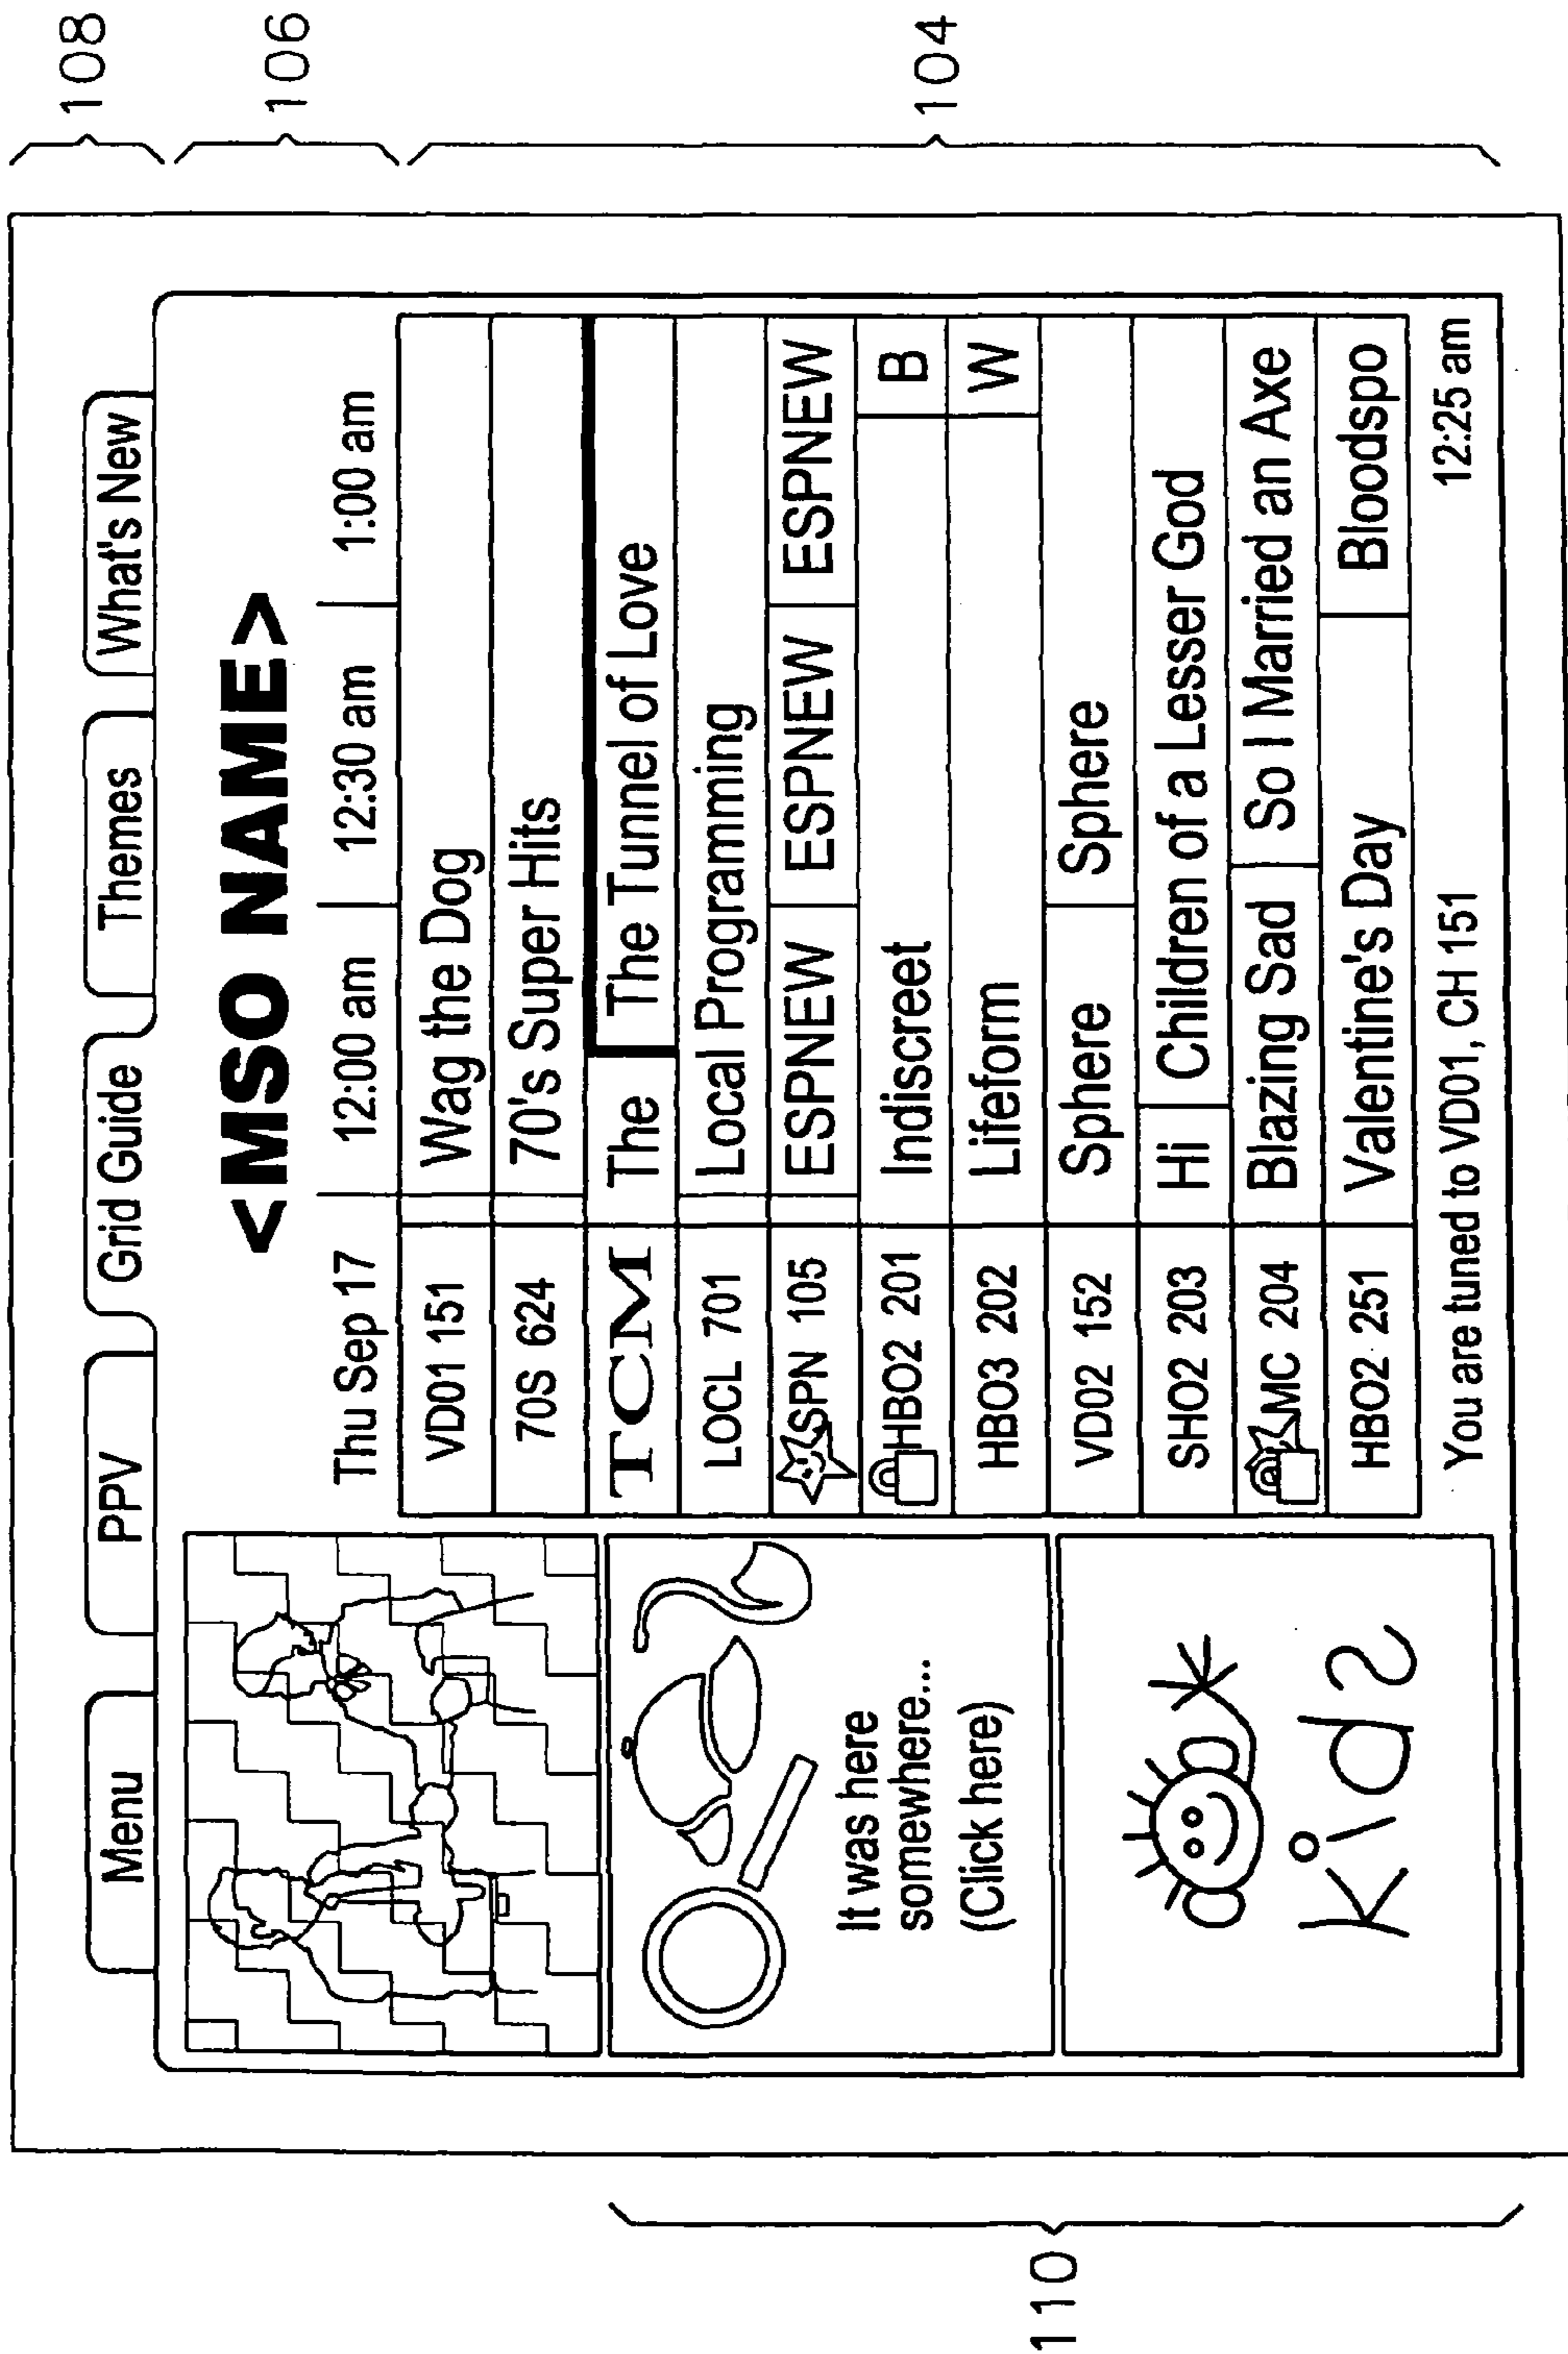 108
Menu PPV Grid Guide Themes What's New
106
<MSO NAME>
Thu Sep 17 12:00 am 12:30 am 1:00 am
104
VD01 151 Wag the Dog
70S 624 70's Super Hits
TCM The The Tunnel of Love
LOCL 701 Local Programming
SPN 105 ESPNEW ESPNEW ESPNEW
HBO2 201 Indiscreet B
HBO3 202 Lifeform W
VD02 152 Sphere Sphere
SHO2 203 Hi Children of a Lesser God
MC 204 Blazing Sad So I Married an Axe
HBO2 251 Valentine's Day Bloodspo
You are tuned to VD01, CH 151 12:25 am
110
It was here
somewhere...
(Click here)
Kids